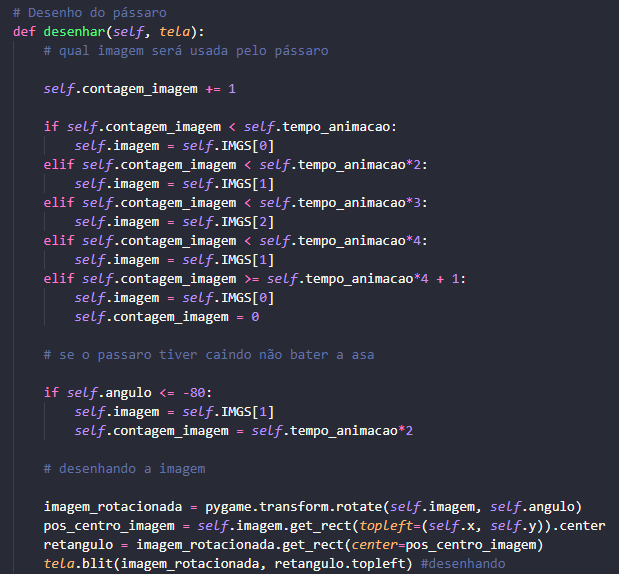 # Desenho do pássaro
def desenhar(self, tela):
    # qual imagem será usada pelo pássaro

    self.contagem_imagem += 1

    if self.contagem_imagem < self.tempo_animacao:
        self.imagem = self.IMGS[0]
    elif self.contagem_imagem < self.tempo_animacao*2:
        self.imagem = self.IMGS[1]
    elif self.contagem_imagem < self.tempo_animacao*3:
        self.imagem = self.IMGS[2]
    elif self.contagem_imagem < self.tempo_animacao*4:
        self.imagem = self.IMGS[1]
    elif self.contagem_imagem >= self.tempo_animacao*4 + 1:
        self.imagem = self.IMGS[0]
        self.contagem_imagem = 0

    # se o passaro tiver caindo não bater a asa

    if self.angulo <= -80:
        self.imagem = self.IMGS[1]
        self.contagem_imagem = self.tempo_animacao*2

    # desenhando a imagem

    imagem_rotacionada = pygame.transform.rotate(self.imagem, self.angulo)
    pos_centro_imagem = self.imagem.get_rect(topleft=(self.x, self.y)).center
    retangulo = imagem_rotacionada.get_rect(center=pos_centro_imagem)
    tela.blit(imagem_rotacionada, retangulo.topleft) #desenhando